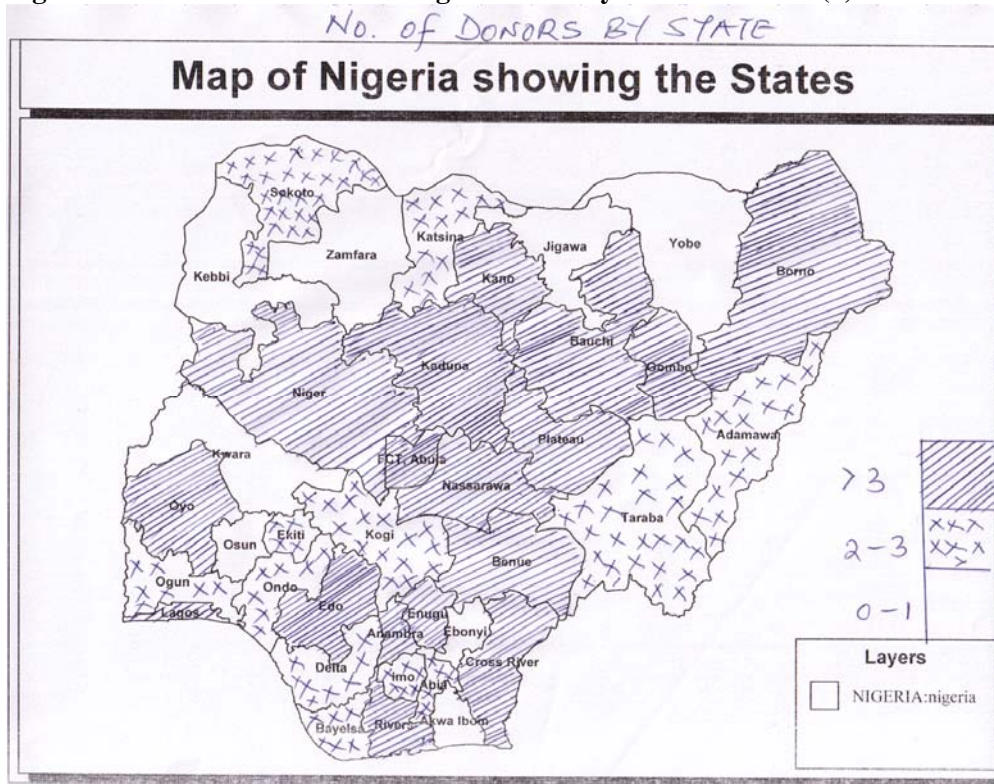 No. of DONORS BY STATE
Map of Nigeria showing the States
Sokoto
Katsina
Jigawa
Yobe
Borno
Zamfara
Kebbi
Kano
Bauchi
Gombe
Kaduna
Niger
Adamawa
Plateau
FCT, Abuja
Kwara
Nassarawa
Oyo
Taraba
Osun
Ekiti
Kogi
Benue
Ogun
Ondo
Edo
Lagos
Enugu
Anambra
Ebonyi
Delta
Cross River
Imo
Abia
Bayelsa
Rivers
Akwa Ibom
>3
2-3
0-1
Layers
NIGERIA:nigeria